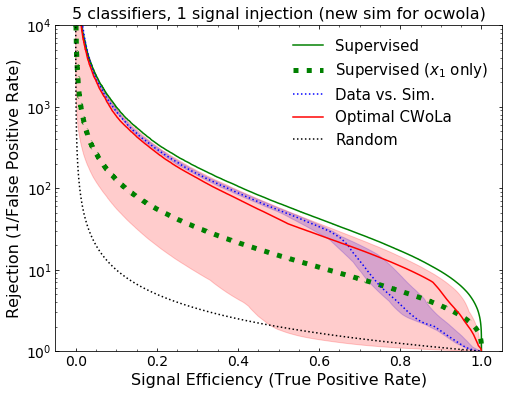 5 classifiers, 1 signal injection (new sim for ocwola)
Rejection (1/False Positive Rate)
10^4
10^3
10^2
10^1
10^0
Supervised
Supervised (x_1 only)
Data vs. Sim.
Optimal CWoLa
Random
0.0 0.2 0.4 0.6 0.8 1.0
Signal Efficiency (True Positive Rate)